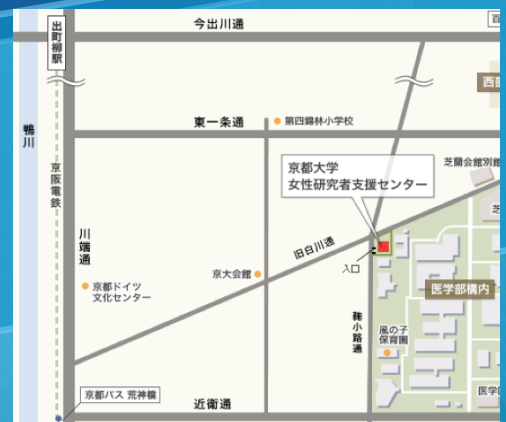 今出川通
出町柳駅
鴨川
東一条通
第四錦林小学校
京都大学
女性研究者支援センター
芝蘭会館別館
京阪電鉄
川端通
旧白川通
入口
京大会館
京都ドイツ
文化センター
医学部構内
鞠小路通
風の子
保育園
京都バス 荒神橋
近衛通
医学